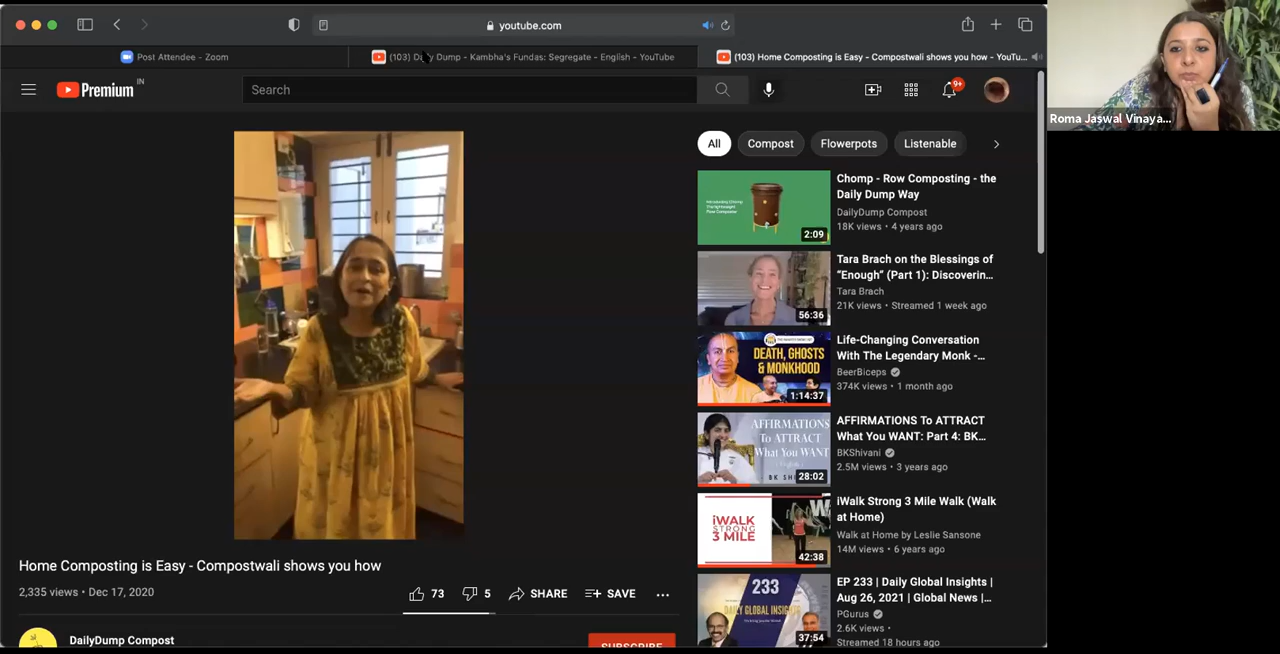 youtube.com
Post Attendee - Zoom
(103) Daily Dump - Kambha's Fundas: Segregate - English - YouTube
(103) Home Composting is Easy - Compostwali shows you how - YouTu...
Premium IN
Search
9+
Roma Jaswal Vinaya...
All
Compost
Flowerpots
Listenable
Chomp - Row Composting - the
Daily Dump Way
DailyDump Compost
18K views • 4 years ago
2:09
Tara Brach on the Blessings of
“Enough” (Part 1): Discoverin...
Tara Brach
21K views • Streamed 1 week ago
56:36
Life-Changing Conversation
With The Legendary Monk -...
BeerBiceps
374K views • 1 month ago
DEATH, GHOSTS
& MONKHOOD
1:14:37
AFFIRMATIONS To ATTRACT
What You WANT: Part 4: BK...
BKShivani
2.5M views • 3 years ago
AFFIRMATIONS
To ATTRACT
What You WANT
BK SH
28:02
iWalk Strong 3 Mile Walk (Walk
at Home)
Walk at Home by Leslie Sansone
14M views • 6 years ago
iWALK
STRONG
3 MILE
42:38
EP 233 | Daily Global Insights |
Aug 26, 2021 | Global News |...
PGurus
2.6K views •
Streamed 18 hours ago
233
DAILY GLOBAL INSIGHTS
37:54
Home Composting is Easy - Compostwali shows you how
2,335 views • Dec 17, 2020
73
5
SHARE
SAVE
DailyDump Compost
SUBSCRIBE